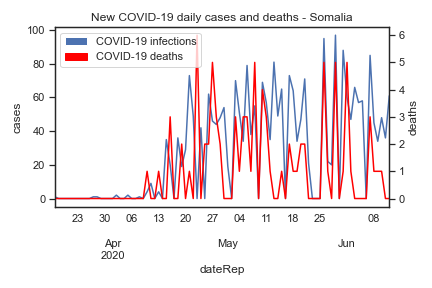 New COVID-19 daily cases and deaths - Somalia
COVID-19 infections
COVID-19 deaths
100
80
60
40
20
0
cases
6
5
4
3
2
1
0
deaths
23 30 06 13 20 27 04 11 18 25 08
Apr May Jun
2020
dateRep